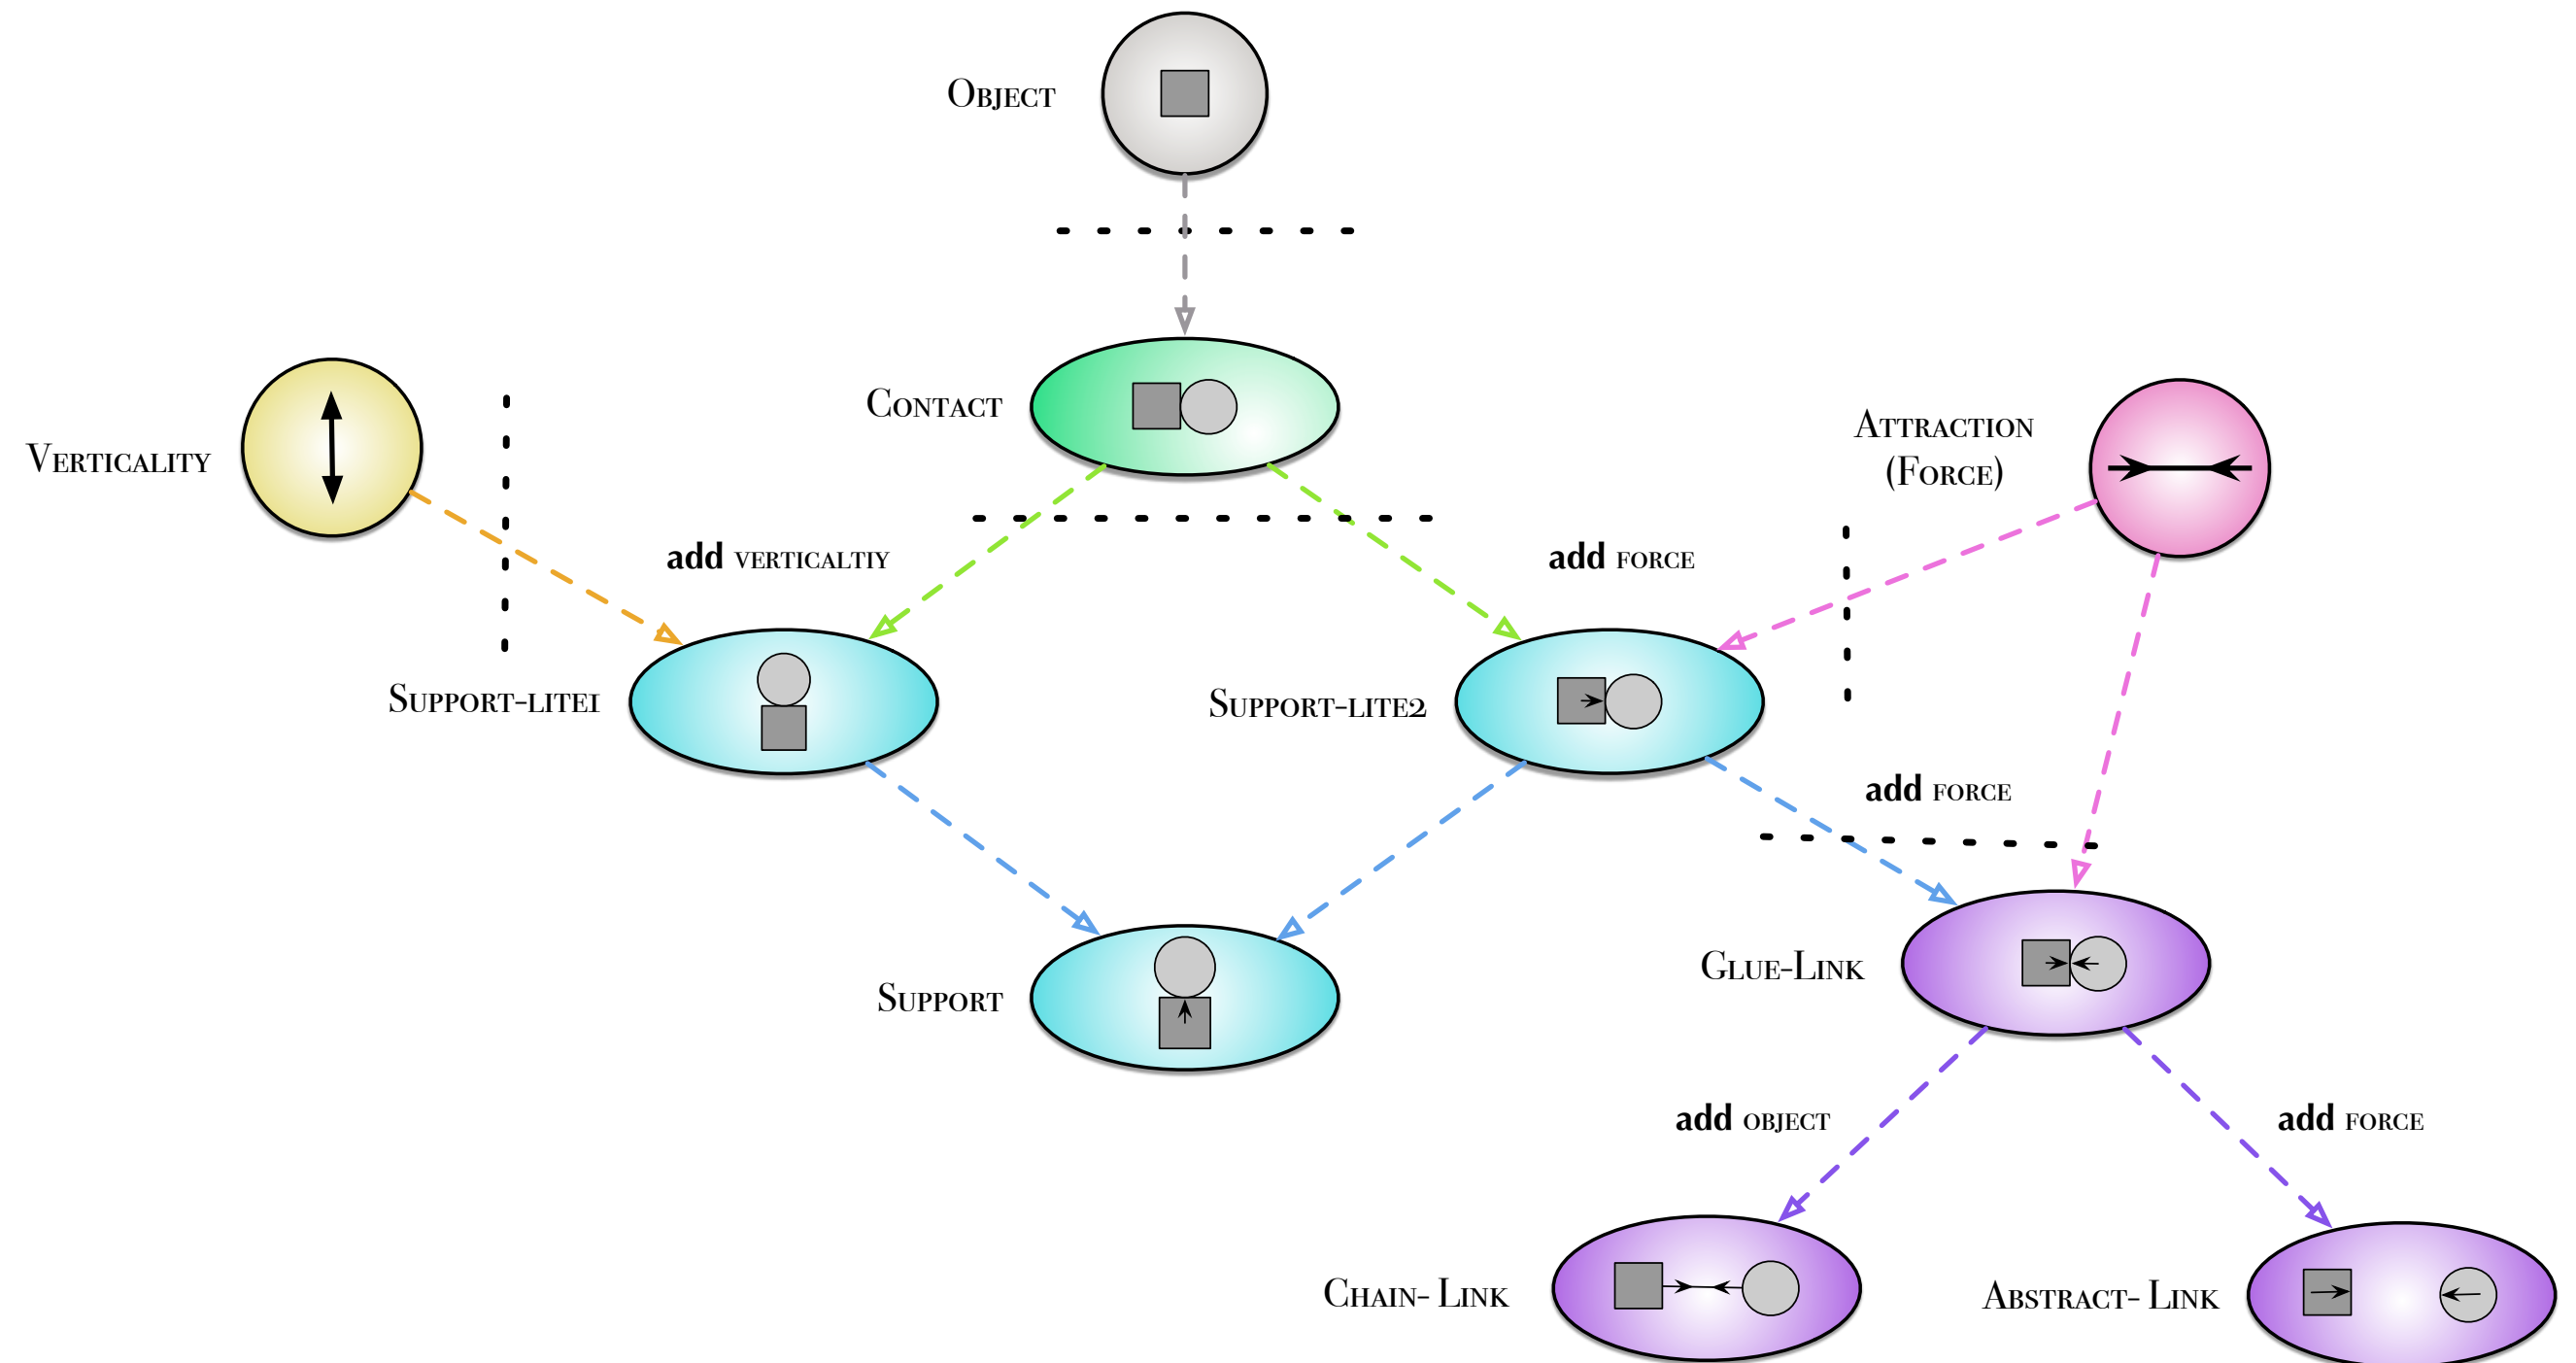 Object
Contact
Verticality
Attraction
(Force)
add verticaltiy
add force
Support-lite1
Support-lite2
add force
Support
Glue-Link
add object
add force
Chain- Link
Abstract- Link